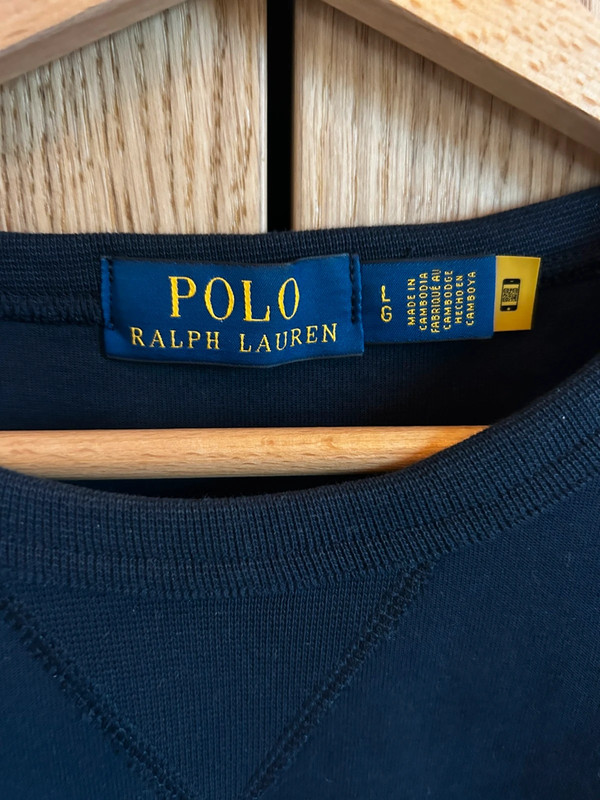 POLO
RALPH LAUREN
L
G
MADE IN
CAMBODIA
FABRIQUÉ AU
CAMBODGE
HECHO EN
CAMBOYA